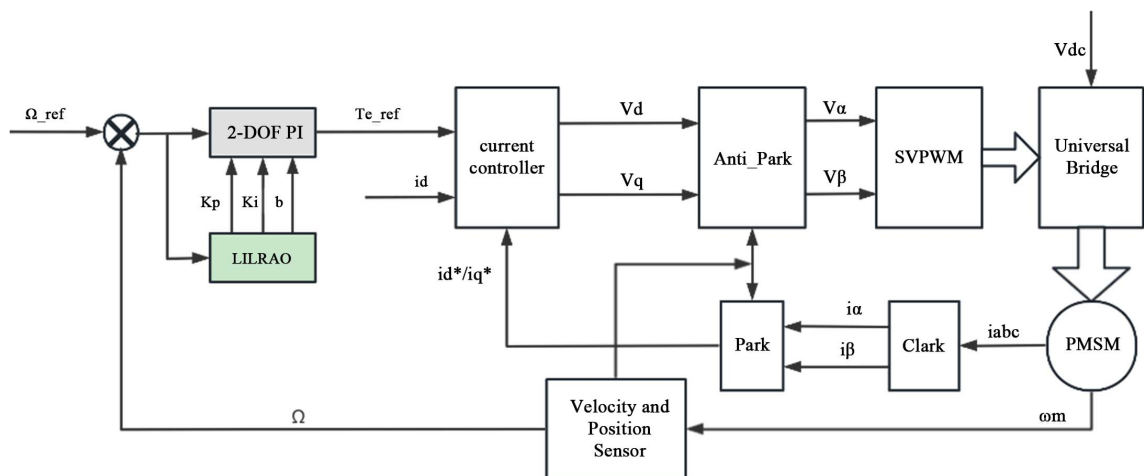 Vdc
Ω_ref
2-DOF PI
Te_ref
Kp
Ki
b
LILRAO
current
controller
id
Vd
Vq
Anti_Park
Vα
Vβ
SVPWM
Universal
Bridge
id*/iq*
Park
iα
iβ
Clark
iabc
PMSM
Ω
Velocity and
Position
Sensor
ωm